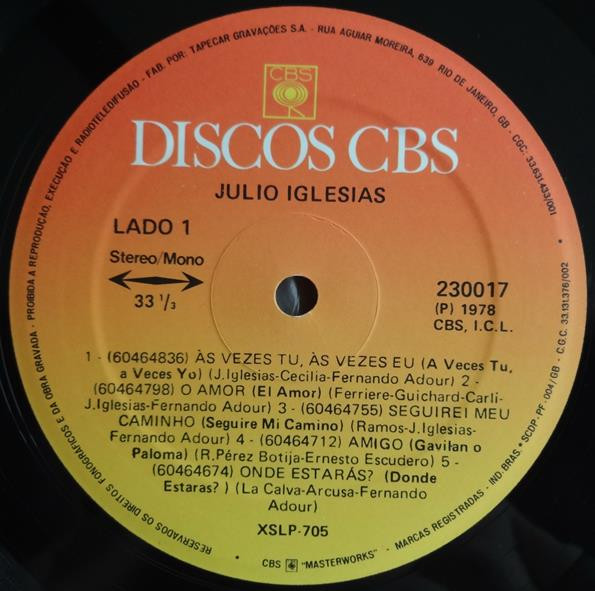 RESERVADOS OS DIREITOS FONOGRÁFICOS E DA OBRA GRAVADA - PROIBIDA A REPRODUÇÃO, EXECUÇÃO E RADIOTELEDIFUSÃO - FAB. POR: TAPECAR GRAVAÇÕES S.A. - RUA AGUIAR MOREIRA, 639 RIO DE JANEIRO, GB - CGC: 33.631.433/001
CBS
DISCOS CBS
JULIO IGLESIAS
LADO 1
Stereo/Mono
33 1/3
230017
(P) 1978
CBS, I.C.L.
1 - (60464836) ÀS VEZES TU, ÀS VEZES EU (A Veces Tu,
a Veces Yo) (J.Iglesias-Cecilia-Fernando Adour) 2 -
(60464798) O AMOR (El Amor) (Ferriere-Guichard-Carli-
J.Iglesias-Fernando Adour) 3 - (60464755) SEGUIREI MEU
CAMINHO (Seguire Mi Camino) (Ramos-J.Iglesias-
Fernando Adour) 4 - (60464712) AMIGO (Gavilan o
Paloma) (R.Pérez Botija-Ernesto Escudero) 5 -
(60464674) ONDE ESTARÁS? (Donde
Estaras? ) (La Calva-Arcusa-Fernando
Adour)
XSLP-705
CBS "MASTERWORKS" - MARCAS REGISTRADAS - IND. BRAS. • SCDP-PF-004/GB - C.G.C. 33.131.376/002 •